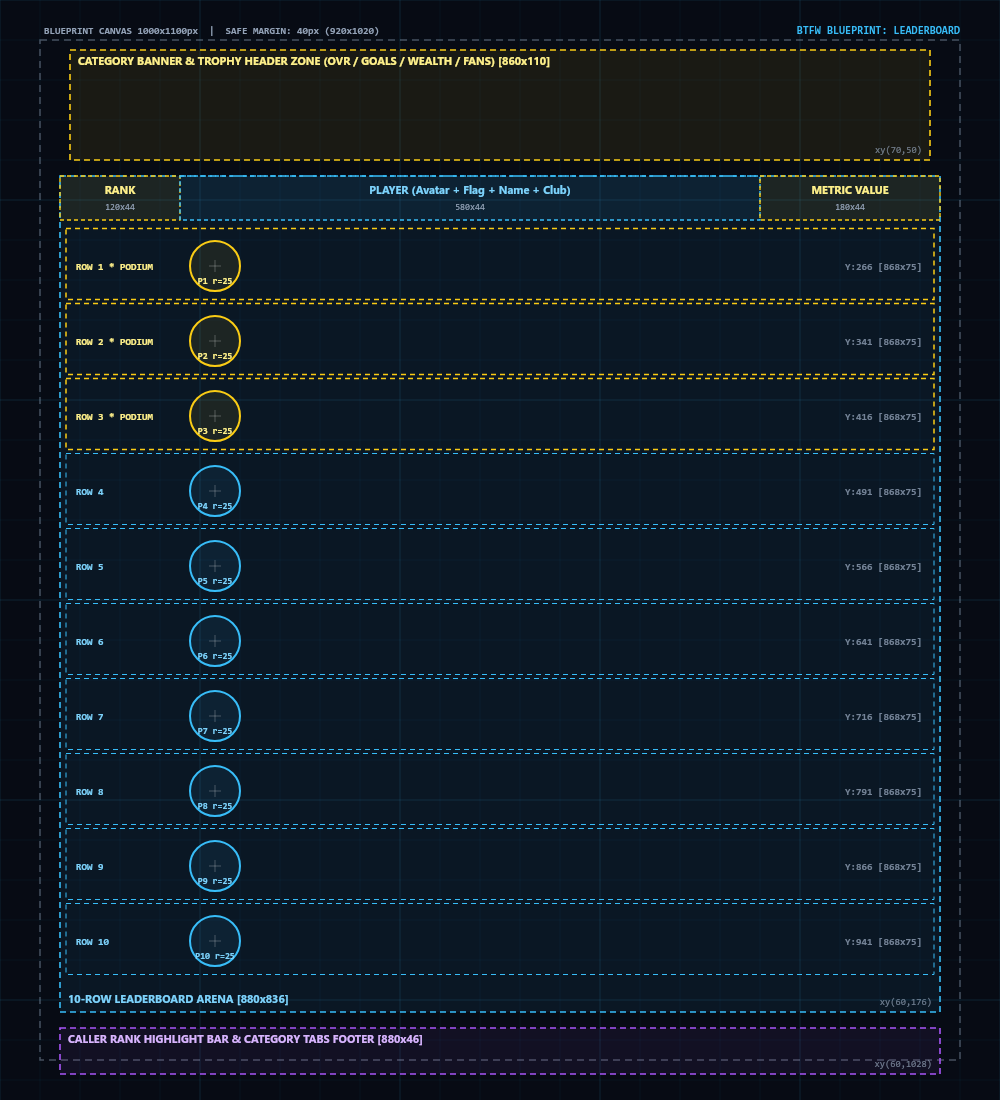 BLUEPRINT CANVAS 1000x1100px | SAFE MARGIN: 40px (920x1020)
BTFW BLUEPRINT: LEADERBOARD
CATEGORY BANNER & TROPHY HEADER ZONE (OVR / GOALS / WEALTH / FANS) [860x110]
xy(70,50)
RANK
120x44
PLAYER (Avatar + Flag + Name + Club)
580x44
METRIC VALUE
180x44
ROW 1 * PODIUM
P1 r=25
Y:266 [868x75]
ROW 2 * PODIUM
P2 r=25
Y:341 [868x75]
ROW 3 * PODIUM
P3 r=25
Y:416 [868x75]
ROW 4
P4 r=25
Y:491 [868x75]
ROW 5
P5 r=25
Y:566 [868x75]
ROW 6
P6 r=25
Y:641 [868x75]
ROW 7
P7 r=25
Y:716 [868x75]
ROW 8
P8 r=25
Y:791 [868x75]
ROW 9
P9 r=25
Y:866 [868x75]
ROW 10
P10 r=25
Y:941 [868x75]
10-ROW LEADERBOARD ARENA [880x836]
xy(60,176)
CALLER RANK HIGHLIGHT BAR & CATEGORY TABS FOOTER [880x46]
xy(60,1028)